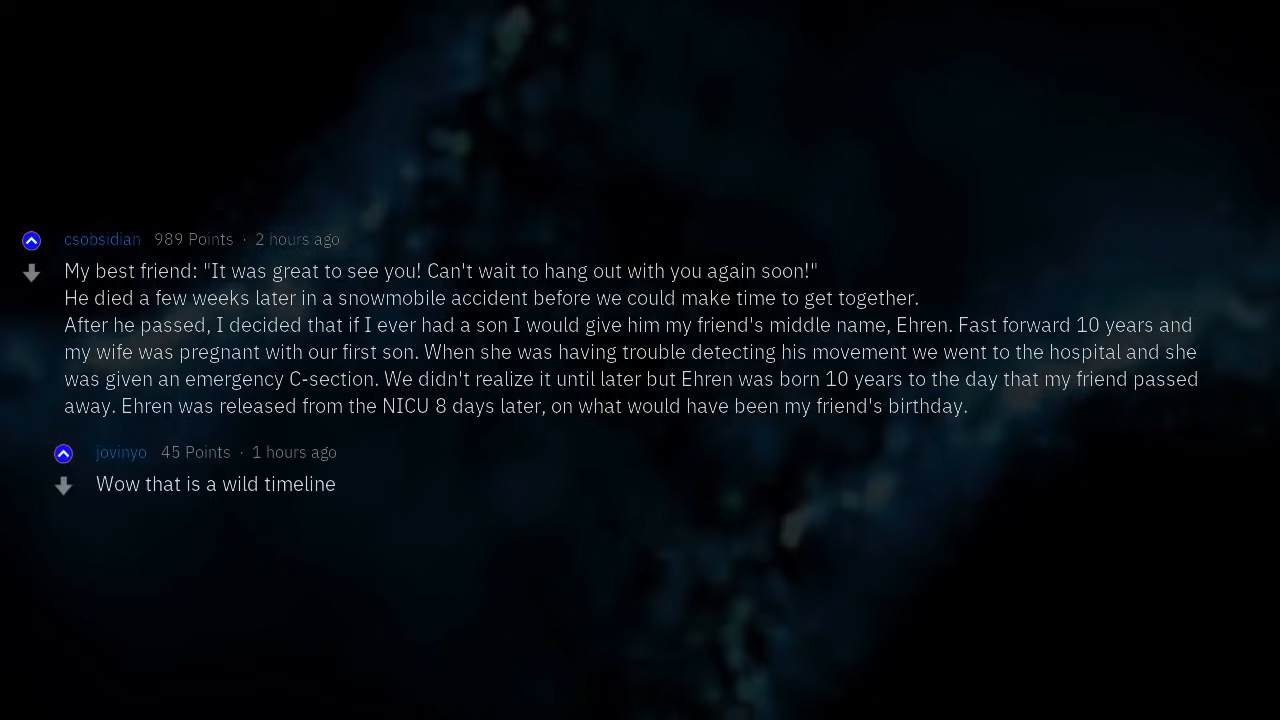 csobsidian 989 Points · 2 hours ago
My best friend: "It was great to see you! Can't wait to hang out with you again soon!"
He died a few weeks later in a snowmobile accident before we could make time to get together.
After he passed, I decided that if I ever had a son I would give him my friend's middle name, Ehren. Fast forward 10 years and
my wife was pregnant with our first son. When she was having trouble detecting his movement we went to the hospital and she
was given an emergency C-section. We didn't realize it until later but Ehren was born 10 years to the day that my friend passed
away. Ehren was released from the NICU 8 days later, on what would have been my friend's birthday.
jovinyo 45 Points · 1 hours ago
Wow that is a wild timeline